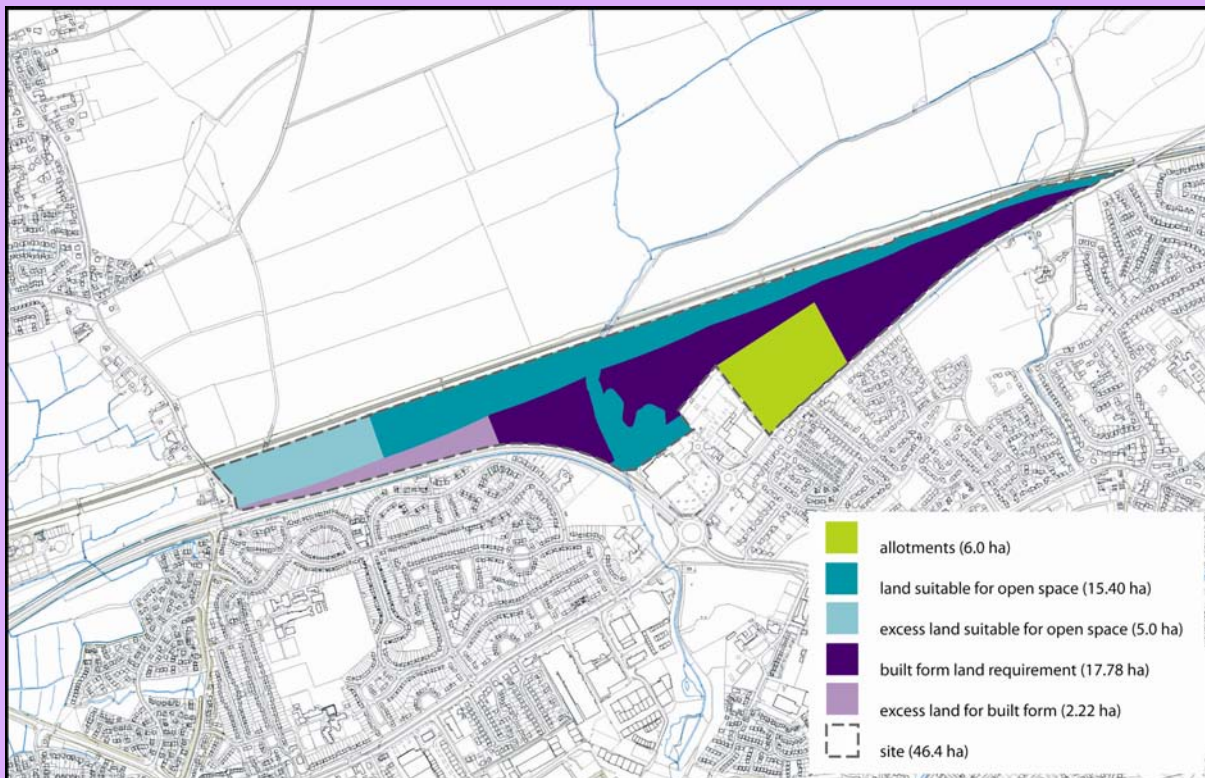 allotments (6.0 ha)
land suitable for open space (15.40 ha)
excess land suitable for open space (5.0 ha)
built form land requirement (17.78 ha)
excess land for built form (2.22 ha)
site (46.4 ha)